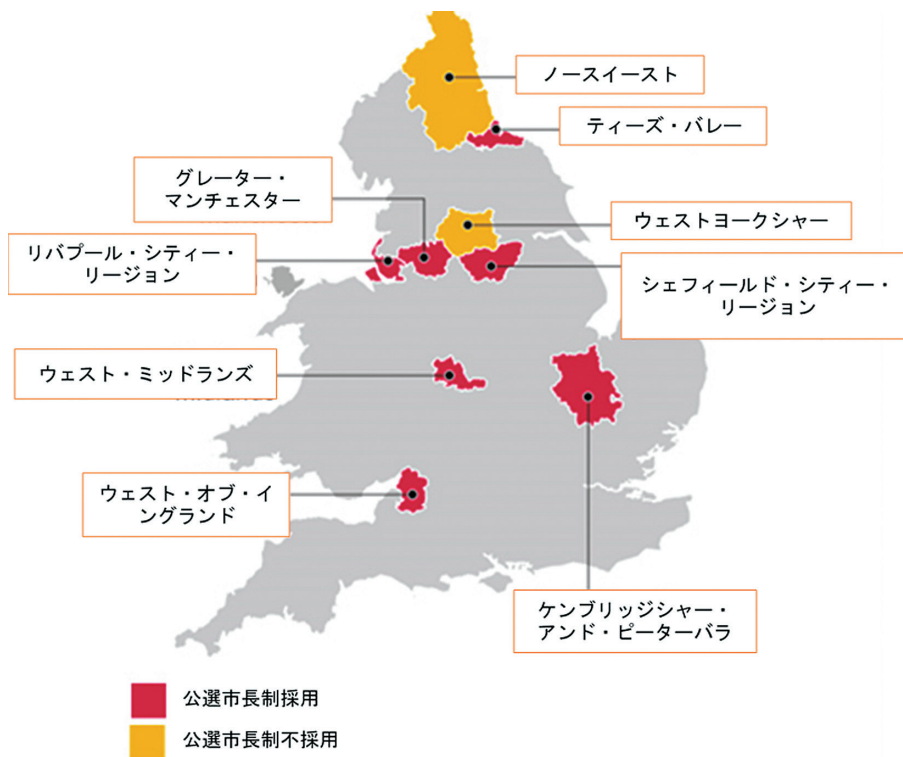 ノースイースト
ティーズ・バレー
グレーター・
マンチェスター
ウェストヨークシャー
リバプール・シティー・
リージョン
シェフィールド・シティー・
リージョン
ウェスト・ミッドランズ
ウェスト・オブ・イ
ングランド
ケンブリッジシャー・
アンド・ピーターバラ
公選市長制採用
公選市長制不採用